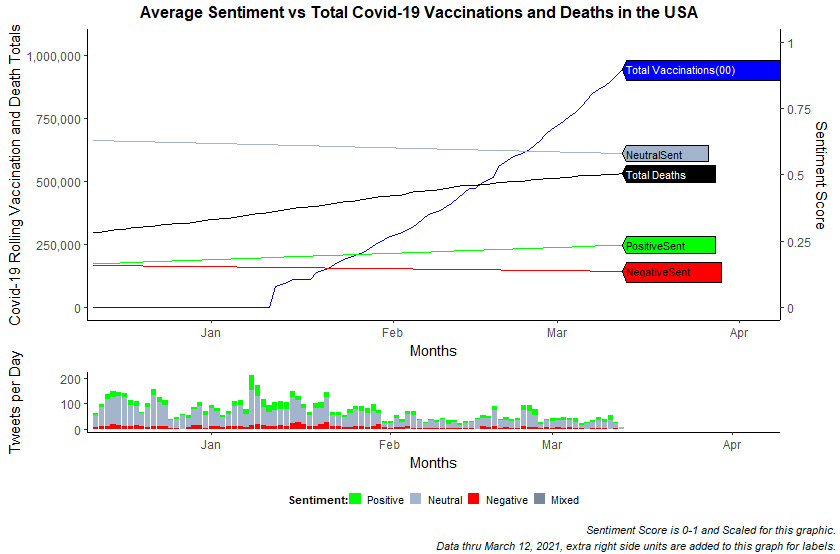 Average Sentiment vs Total Covid-19 Vaccinations and Deaths in the USA
Covid-19 Rolling Vaccination and Death Totals
1,000,000
750,000
500,000
250,000
0
1
0.75
0.5
0.25
0
Sentiment Score
Total Vaccinations(00)
NeutralSent
Total Deaths
PositiveSent
NegativeSent
Jan Feb Mar Apr
Months
Tweets per Day
200
100
0
Jan Feb Mar Apr
Months
Sentiment: Positive Neutral Negative Mixed
Sentiment Score is 0-1 and Scaled for this graphic.
Data thru March 12, 2021, extra right side units are added to this graph for labels.